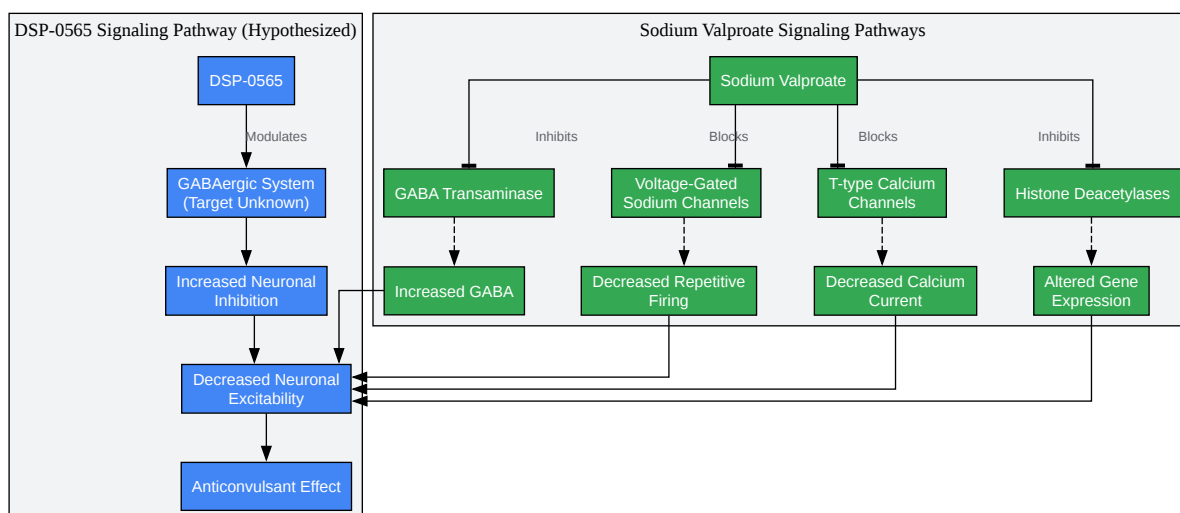 DSP-0565 Signaling Pathway (Hypothesized)
Sodium Valproate Signaling Pathways
DSP-0565
Sodium Valproate
Modulates
Inhibits
Blocks
Blocks
Inhibits
GABAergic System
(Target Unknown)
GABA Transaminase
Voltage-Gated
Sodium Channels
T-type Calcium
Channels
Histone Deacetylases
Increased Neuronal
Inhibition
Increased GABA
Decreased Repetitive
Firing
Decreased Calcium
Current
Altered Gene
Expression
Decreased Neuronal
Excitability
Anticonvulsant Effect